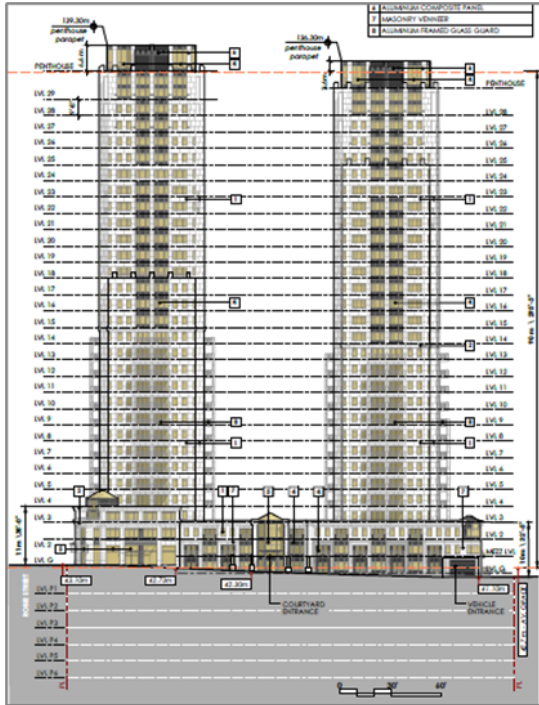 6 ALUMINUM COMPOSITE PANEL
7 MASONRY VENNEER
8 ALUMINUM FRAMED GLASS GUARD
139.30m
penthouse
parapet
136.30m
penthouse
parapet
PENTHOUSE
PENTHOUSE
LVL 29
LVL 28
LVL 27
LVL 26
LVL 25
LVL 24
LVL 23
LVL 22
LVL 21
LVL 20
LVL 19
LVL 18
LVL 17
LVL 16
LVL 15
LVL 14
LVL 13
LVL 12
LVL 11
LVL 10
LVL 9
LVL 8
LVL 7
LVL 6
LVL 5
LVL 4
LVL 3
LVL 2
LVL G
LVL 28
LVL 27
LVL 26
LVL 25
LVL 24
LVL 23
LVL 22
LVL 21
LVL 20
LVL 19
LVL 18
LVL 17
LVL 16
LVL 15
LVL 14
LVL 13
LVL 12
LVL 11
LVL 10
LVL 9
LVL 8
LVL 7
LVL 6
LVL 5
LVL 4
LVL 3
LVL 2
MEZZ LVL
LVL G
43.10m
42.73m
42.30m
41.10m
COURTYARD
ENTRANCE
VEHICLE
ENTRANCE
LVL P1
LVL P2
LVL P3
LVL P4
LVL P5
LVL P6
PL
PL
0 30' 60'